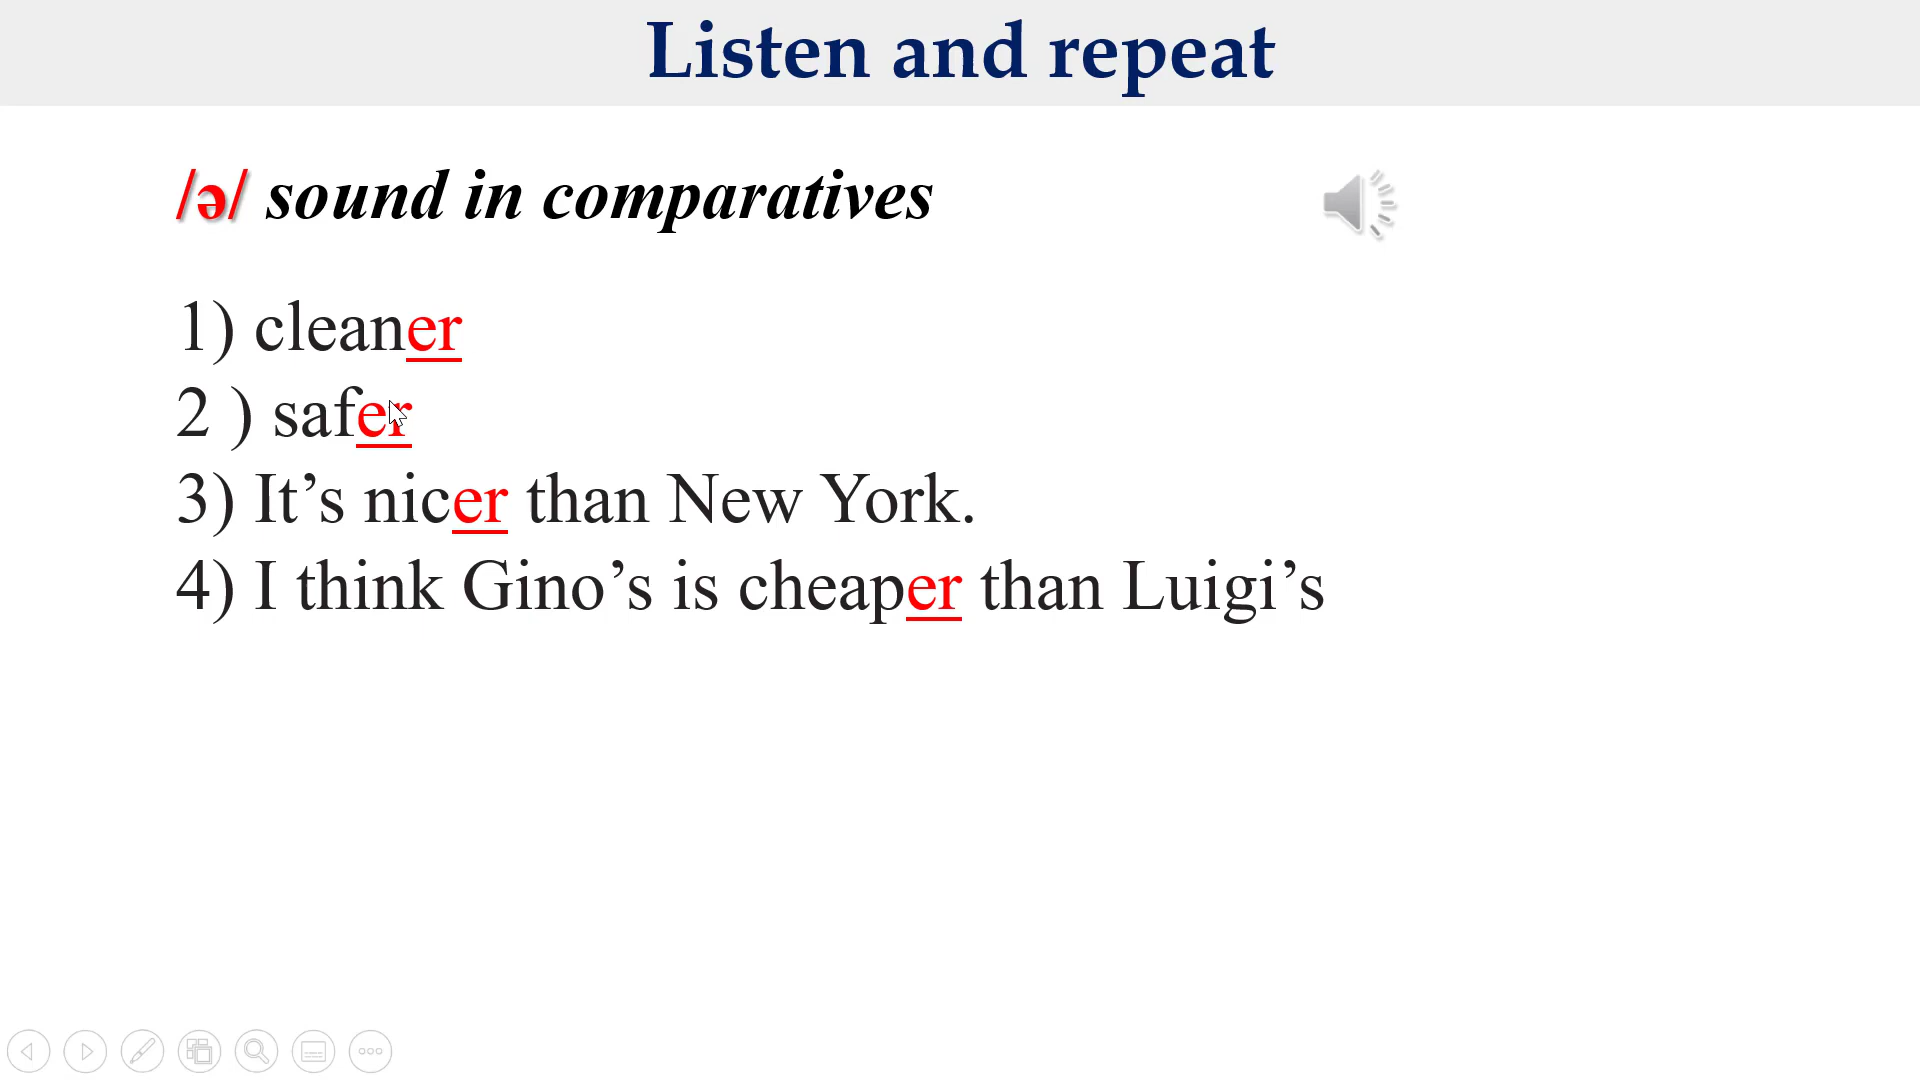 Listen and repeat
/ə/ sound in comparatives
1) cleaner
2 ) safer
3) It’s nicer than New York.
4) I think Gino’s is cheaper than Luigi’s